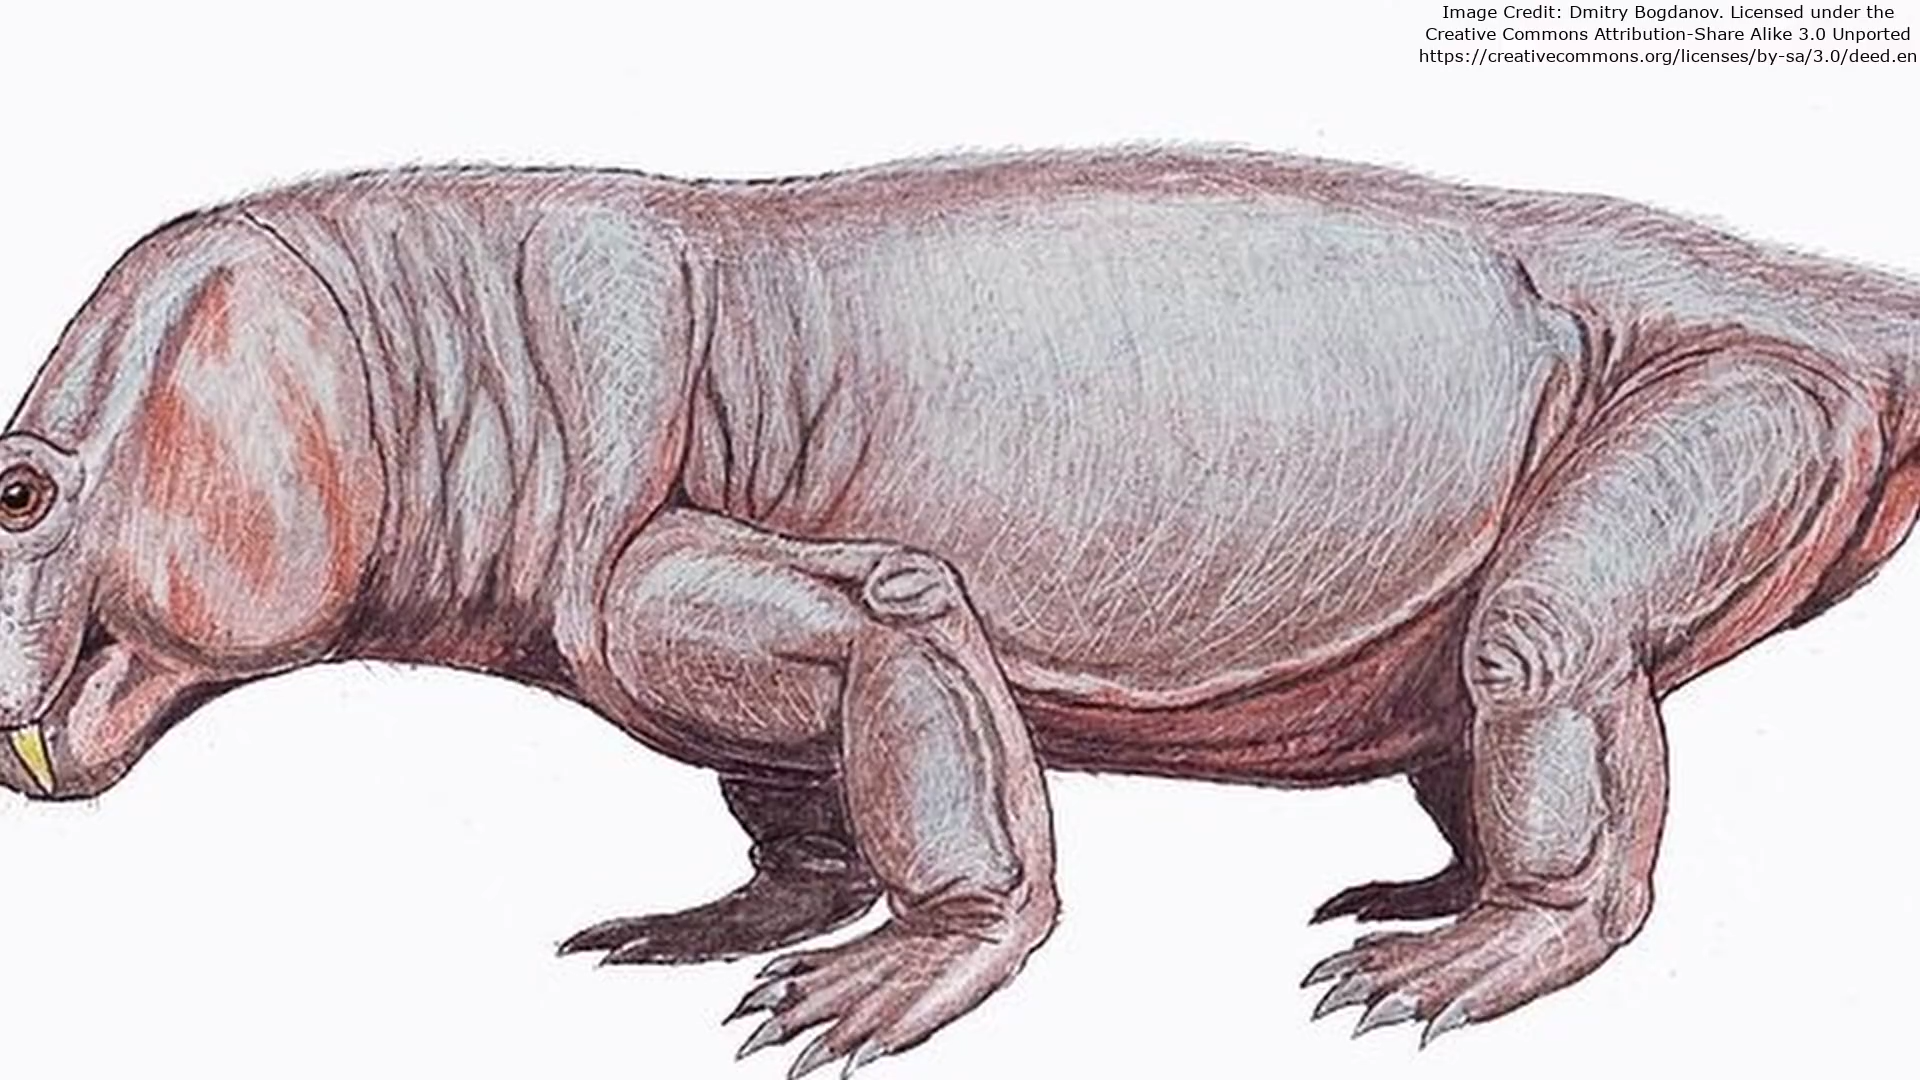 Image Credit: Dmitry Bogdanov. Licensed under the
Creative Commons Attribution-Share Alike 3.0 Unported
https://creativecommons.org/licenses/by-sa/3.0/deed.en